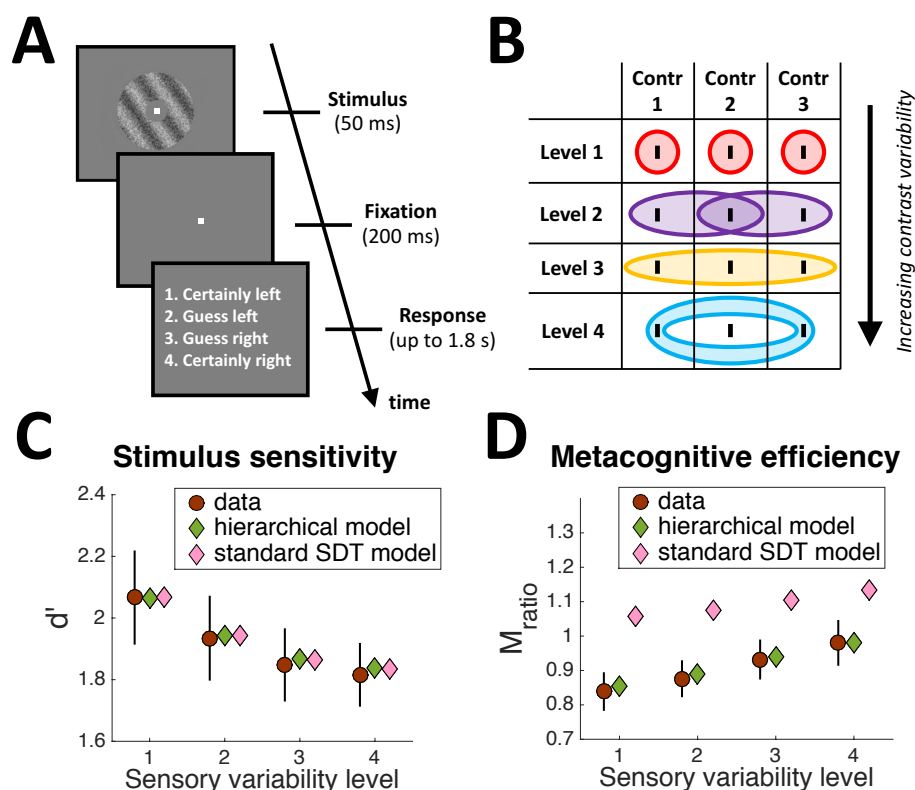 A
Stimulus
(50 ms)
Fixation
(200 ms)
1. Certainly left
2. Guess left
3. Guess right
4. Certainly right
Response
(up to 1.8 s)
time
B
Contr 1
Contr 2
Contr 3
Level 1
Level 2
Level 3
Level 4
Increasing contrast variability
C
Stimulus sensitivity
data
hierarchical model
standard SDT model
d'
2.4
2.2
2
1.8
1.6
1 2 3 4
Sensory variability level
D
Metacognitive efficiency
data
hierarchical model
standard SDT model
Mratio
1.3
1.2
1.1
1
0.9
0.8
0.7
1 2 3 4
Sensory variability level